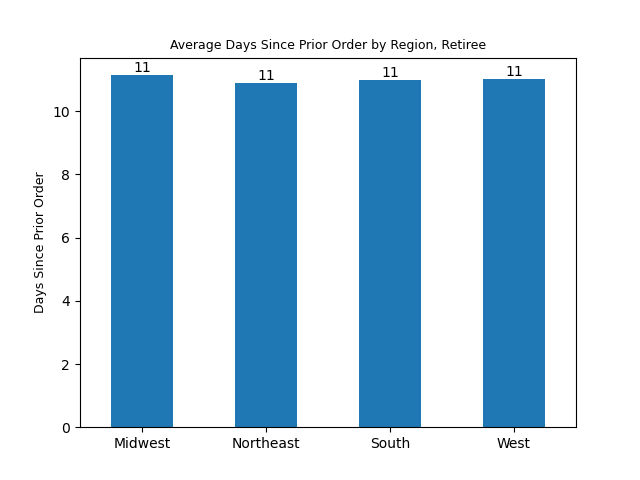 Average Days Since Prior Order by Region, Retiree
11
11
11
11
10
8
6
4
2
0
Days Since Prior Order
Midwest
Northeast
South
West